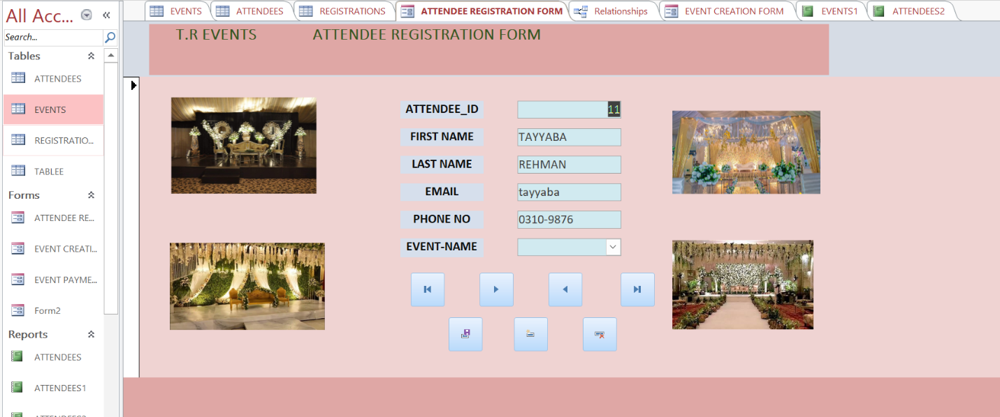 All Acc...
Search...
Tables
ATTENDEES
EVENTS
REGISTRATIO...
TABLEE
Forms
ATTENDEE RE...
EVENT CREATI...
EVENT PAYME...
Form2
Reports
ATTENDEES
ATTENDEES1
EVENTS ATTENDEES REGISTRATIONS ATTENDEE REGISTRATION FORM Relationships EVENT CREATION FORM EVENTS1 ATTENDEES2
T.R EVENTS ATTENDEE REGISTRATION FORM
ATTENDEE_ID 11
FIRST NAME TAYYABA
LAST NAME REHMAN
EMAIL tayyaba
PHONE NO 0310-9876
EVENT-NAME